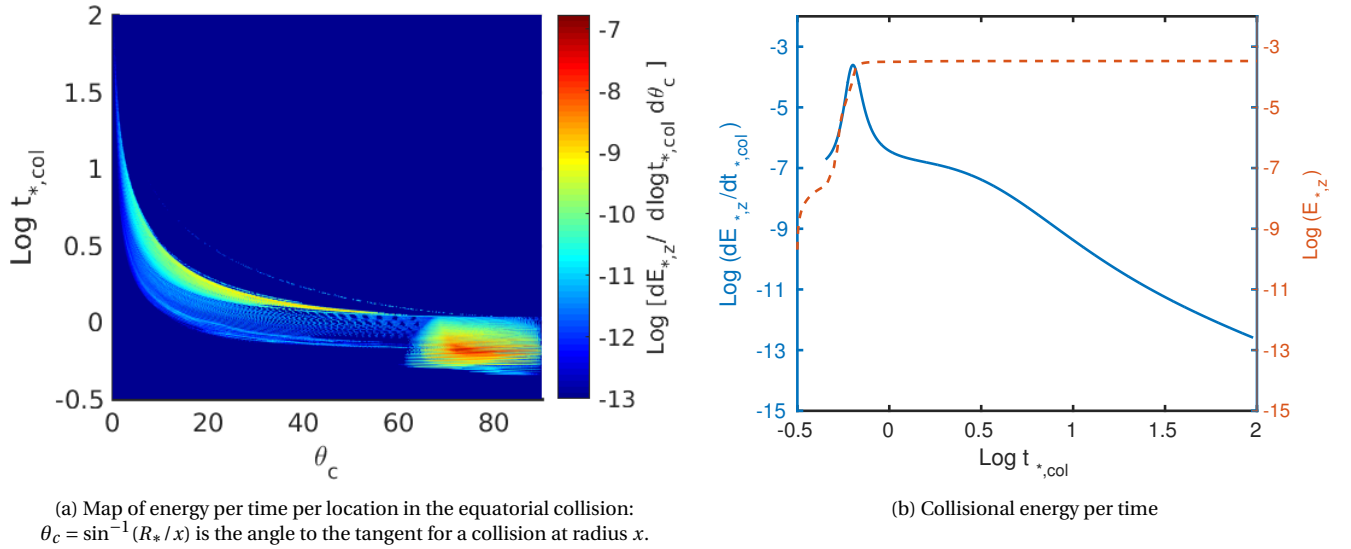 2
1.5
1
0.5
0
-0.5
Log t*,col
0 20 40 60 80
θc
-7
-8
-9
-10
-11
-12
-13
Log [dE*,z/ dlogt*,col dθc]
(a) Map of energy per time per location in the equatorial collision:
θc = sin⁻¹(R*/x) is the angle to the tangent for a collision at radius x.
-3
-5
-7
-9
-11
-13
-15
Log (dE*,z/dt*,col)
-0.5 0 0.5 1 1.5 2
Log t *,col
-3
-5
-7
-9
-11
-13
-15
Log (E*,z)
(b) Collisional energy per time